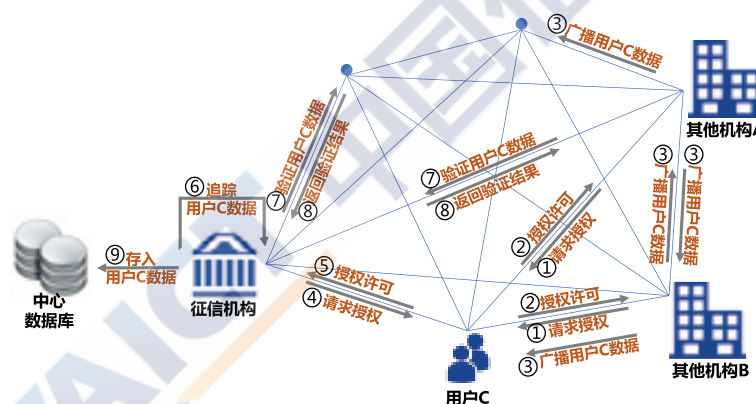 ③广播用户C数据
其他机构A
⑦验证用户C数据
⑧返回验证结果
⑦验证用户C数据
⑧返回验证结果
③广播用户C数据
③广播用户C数据
⑥追踪
用户C数据
②授权许可
①请求授权
⑨存入
用户C数据
中心
数据库
征信机构
⑤授权许可
④请求授权
②授权许可
①请求授权
③广播用户C数据
其他机构B
用户C
中国信
AICT